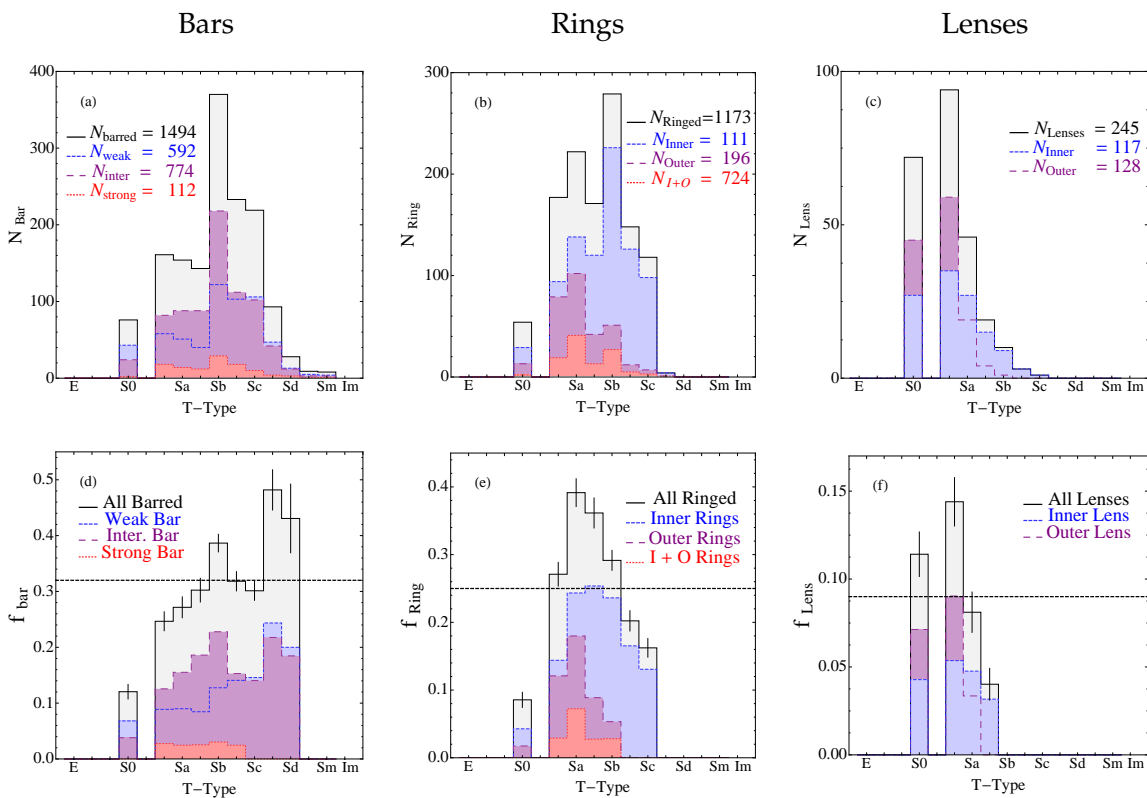 Bars
Rings
Lenses
(a)
N_barred = 1494
N_weak = 592
N_inter = 774
N_strong = 112
400
300
200
100
0
N_Bar
E S0 Sa Sb Sc Sd Sm Im
T-Type
(b)
N_Ringed=1173
N_Inner = 111
N_Outer = 196
N_I+O = 724
300
200
100
0
N_Ring
E S0 Sa Sb Sc Sd Sm Im
T-Type
(c)
N_Lenses = 245
N_Inner = 117
N_Outer = 128
100
50
0
N_Lens
E S0 Sa Sb Sc Sd Sm Im
T-Type
(d)
All Barred
Weak Bar
Inter. Bar
Strong Bar
0.5
0.4
0.3
0.2
0.1
0.0
f_bar
E S0 Sa Sb Sc Sd Sm Im
T-Type
(e)
All Ringed
Inner Rings
Outer Rings
I + O Rings
0.4
0.3
0.2
0.1
0.0
f_Ring
E S0 Sa Sb Sc Sd Sm Im
T-Type
(f)
All Lenses
Inner Lens
Outer Lens
0.15
0.10
0.05
0.00
f_Lens
E S0 Sa Sb Sc Sd Sm Im
T-Type